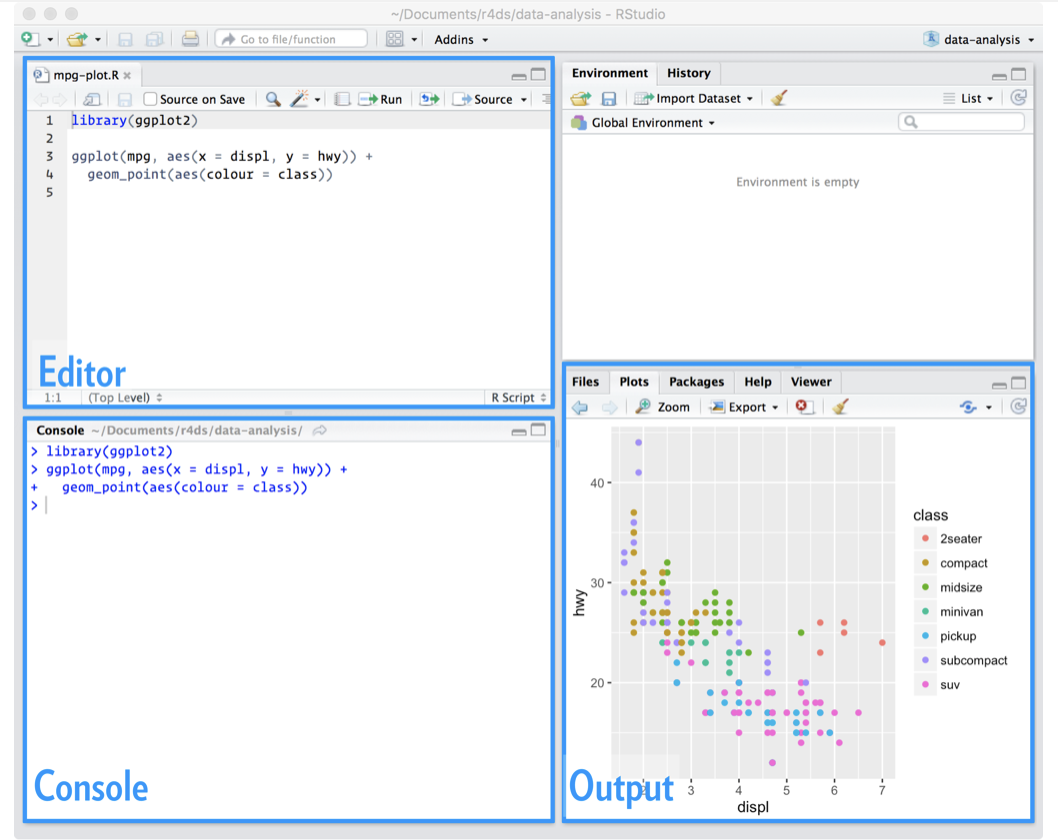 ~/Documents/r4ds/data-analysis - RStudio
Go to file/function
Addins
data-analysis
mpg-plot.R
Source on Save
Run
Source
1 library(ggplot2)
2
3 ggplot(mpg, aes(x = displ, y = hwy)) +
4 geom_point(aes(colour = class))
5
Editor
1:1 (Top Level) R Script
Console ~/Documents/r4ds/data-analysis/
> library(ggplot2)
> ggplot(mpg, aes(x = displ, y = hwy)) +
+ geom_point(aes(colour = class))
>
Console
Environment History
Import Dataset List
Global Environment
Environment is empty
Files Plots Packages Help Viewer
Zoom Export
40
30
20
hwy
2 3 4 5 6 7
displ
class
2seater
compact
midsize
minivan
pickup
subcompact
suv
Output